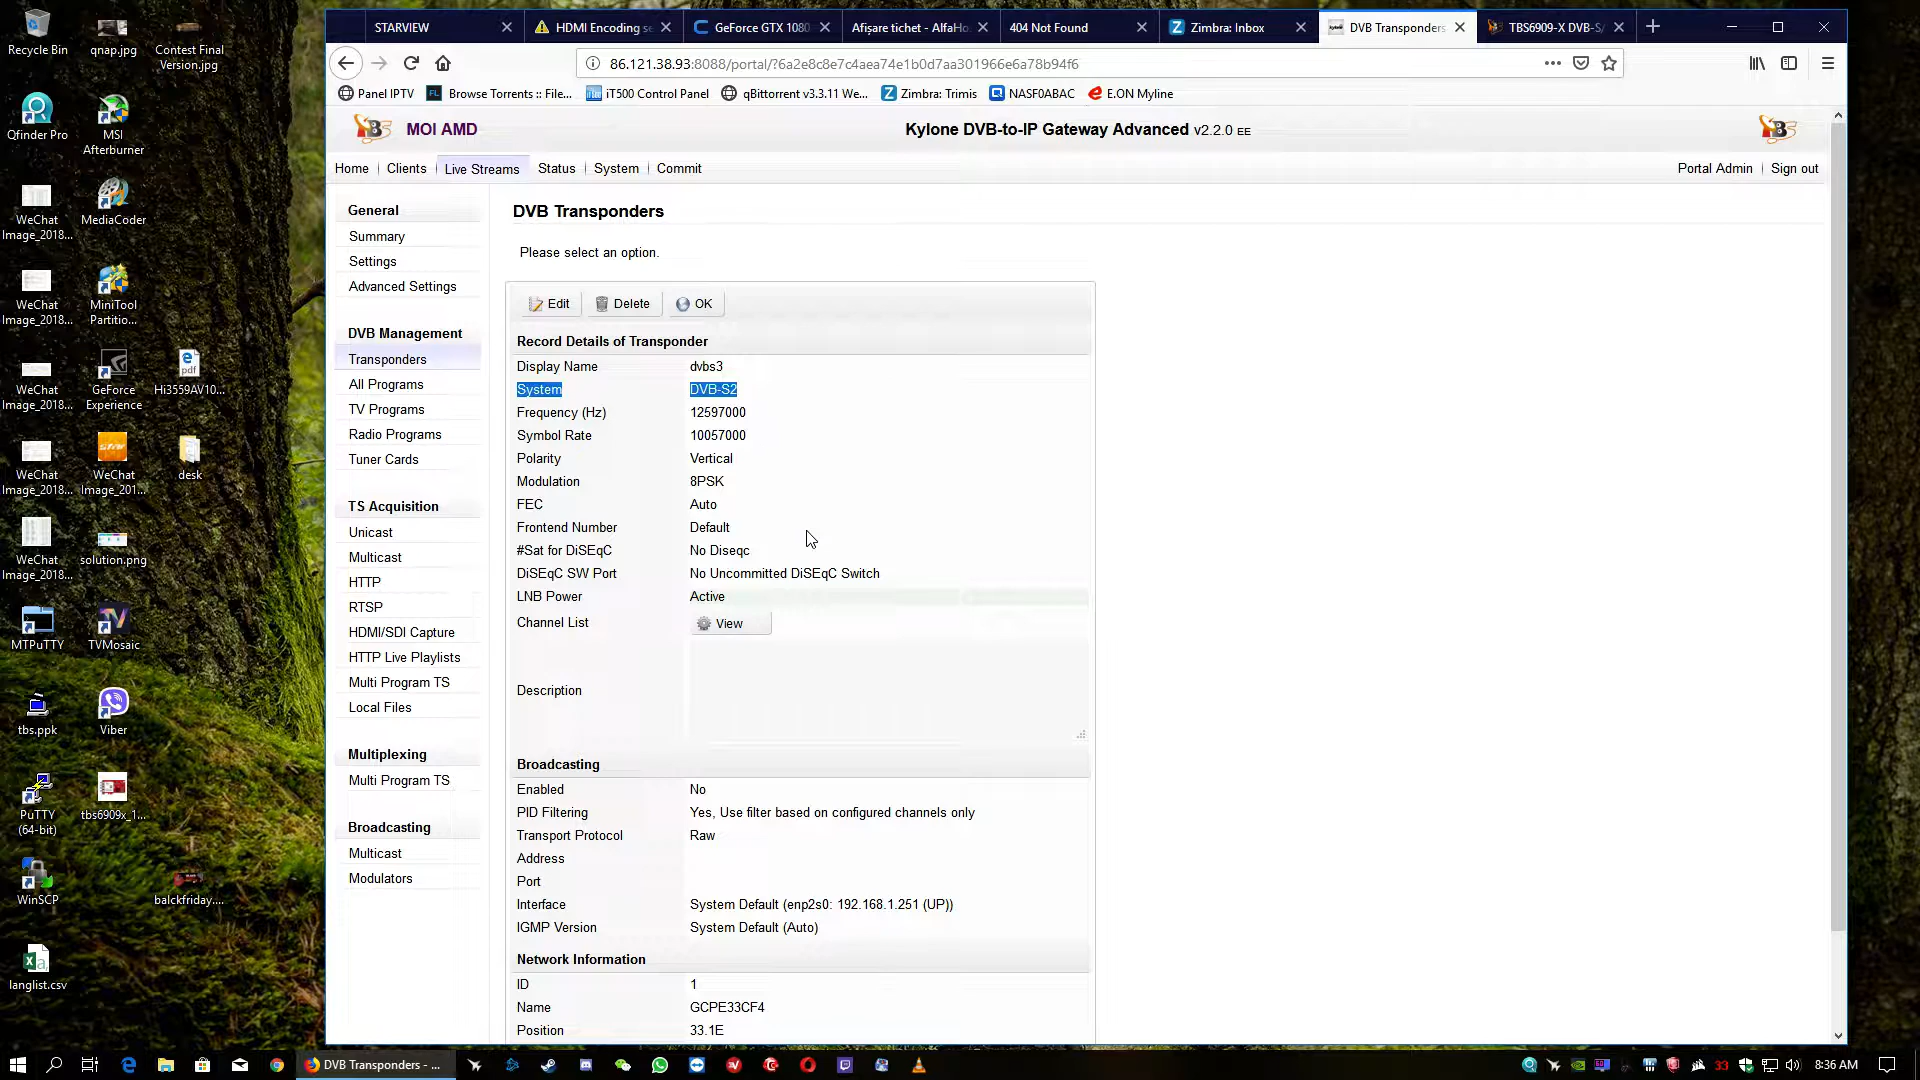 Recycle Bin
qnap.jpg
Contest Final
Version.jpg
Qfinder Pro
MSI
Afterburner
WeChat
Image_2018...
MediaCoder
WeChat
Image_2018...
MiniTool
Partitio...
WeChat
Image_2018...
GeForce
Experience
Hi3559AV10...
WeChat
Image_2018...
WeChat
Image_201...
desk
WeChat
Image_2018...
solution.png
MTPuTTY
TVMosaic
tbs.ppk
Viber
PuTTY
(64-bit)
tbs6909x_1...
WinSCP
balckfriday....
langlist.csv
STARVIEW
HDMI Encoding se
GeForce GTX 1080
Afișare tichet - AlfaHo
404 Not Found
Zimbra: Inbox
DVB Transponders
TBS6909-X DVB-S/
86.121.38.93:8088/portal/?6a2e8c8e7c4aea74e1b0d7aa301966e6a78b94f6
Panel IPTV
Browse Torrents :: File...
iT500 Control Panel
qBittorrent v3.3.11 We...
Zimbra: Trimis
NASF0ABAC
E.ON Myline
MOI AMD
Kylone DVB-to-IP Gateway Advanced v2.2.0 EE
Home
Clients
Live Streams
Status
System
Commit
Portal Admin
Sign out
General
Summary
Settings
Advanced Settings
DVB Management
Transponders
All Programs
TV Programs
Radio Programs
Tuner Cards
TS Acquisition
Unicast
Multicast
HTTP
RTSP
HDMI/SDI Capture
HTTP Live Playlists
Multi Program TS
Local Files
Multiplexing
Multi Program TS
Broadcasting
Multicast
Modulators
DVB Transponders
Please select an option.
Edit
Delete
OK
Record Details of Transponder
Display Name dvbs3
System DVB-S2
Frequency (Hz) 12597000
Symbol Rate 10057000
Polarity Vertical
Modulation 8PSK
FEC Auto
Frontend Number Default
#Sat for DiSEqC No Diseqc
DiSEqC SW Port No Uncommitted DiSEqC Switch
LNB Power Active
Channel List View
Description
Broadcasting
Enabled No
PID Filtering Yes, Use filter based on configured channels only
Transport Protocol Raw
Address
Port
Interface System Default (enp2s0: 192.168.1.251 (UP))
IGMP Version System Default (Auto)
Network Information
ID 1
Name GCPE33CF4
Position 33.1E
DVB Transponders - ...
33
8:36 AM